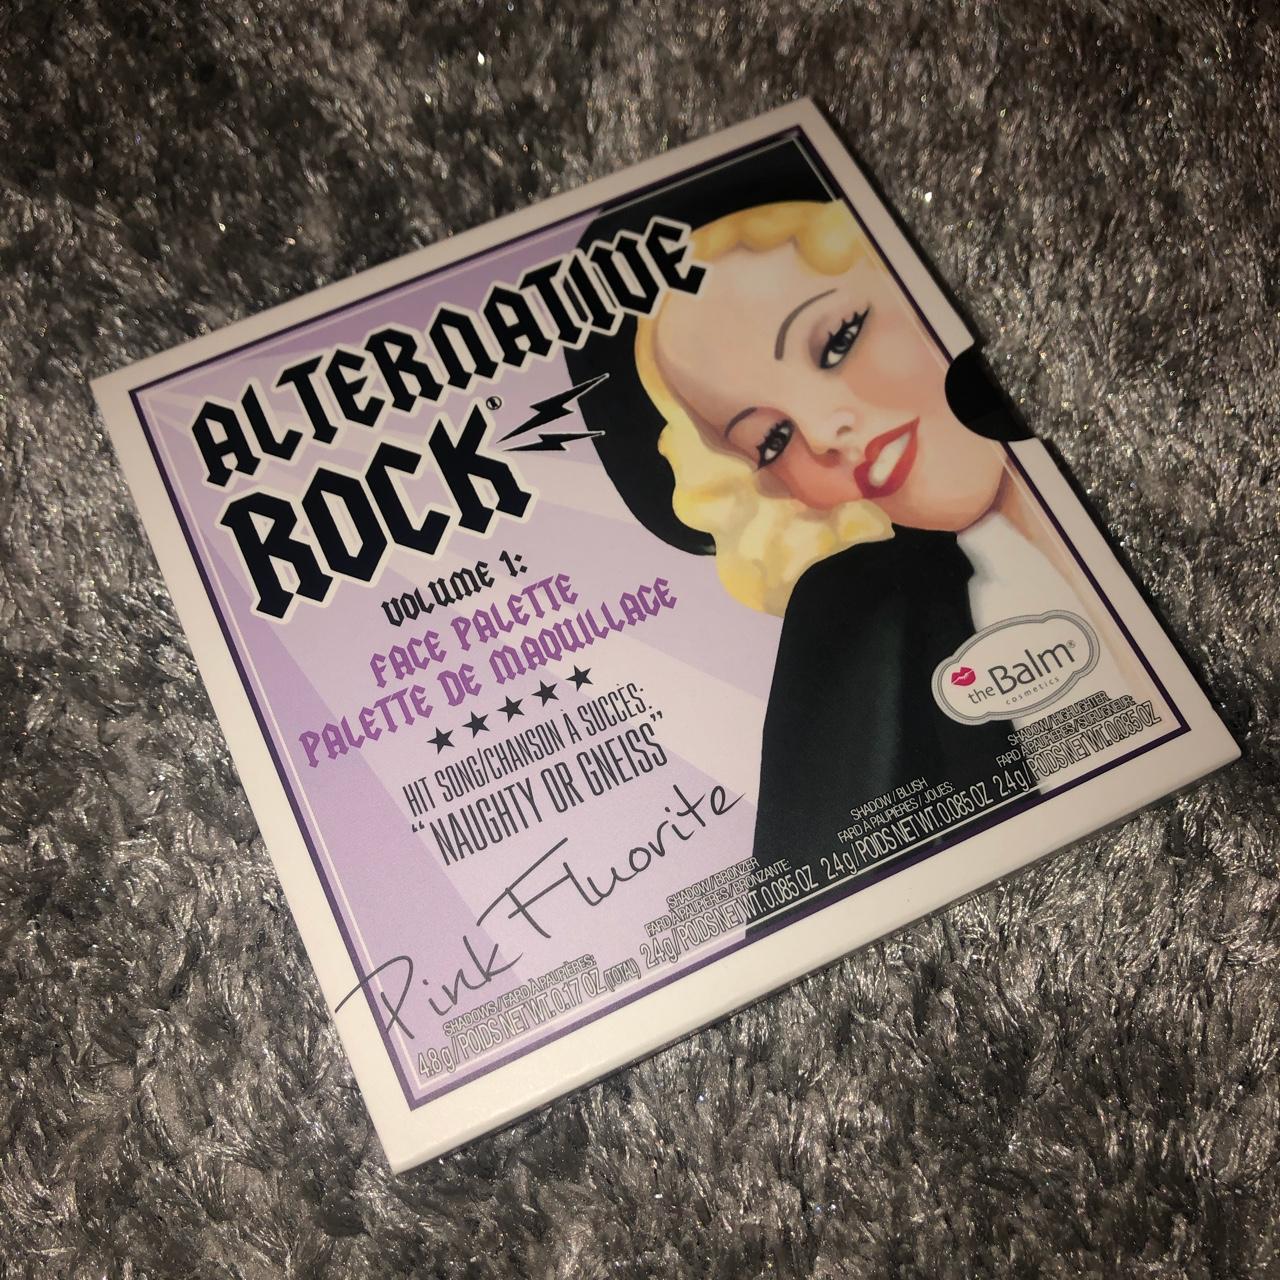 ALTERNATIVE
ROCK®
VOLUME 1:
FACE PALETTE
PALETTE DE MAQUILLAGE
HIT SONG/CHANSON À SUCCÈS:
"NAUGHTY OR GNEISS"
Pink Fluorite
SHADOWS/FARD À PAUPIÈRES:
4.8 g/POIDS NET WT. 0.17 OZ (TOTAL)
SHADOW/BRONZER
FARD À PAUPIÈRES/BRONZANTE:
2.4 g/POIDS NET WT. 0.085 OZ
SHADOW/BLUSH
FARD À PAUPIÈRES/JOUES:
2.4 g/POIDS NET WT. 0.085 OZ
SHADOW/HIGHLIGHTER
FARD À PAUPIÈRES/SURLIGNEUR:
2.4 g/POIDS NET WT. 0.085 OZ
theBalm®
cosmetics